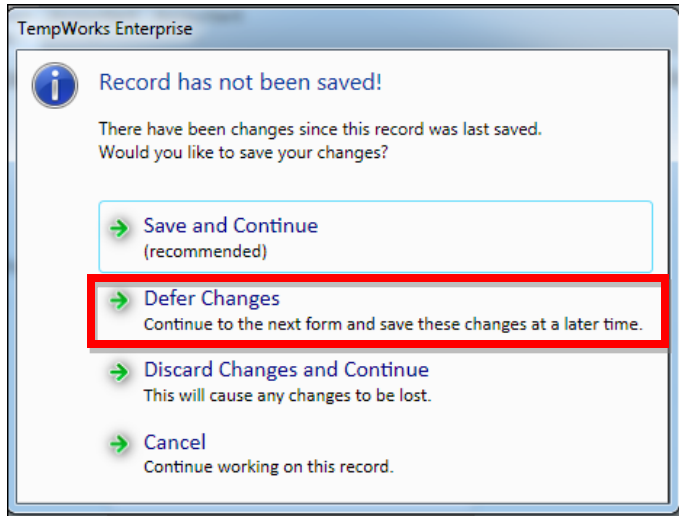 TempWorks Enterprise
Record has not been saved!
There have been changes since this record was last saved.
Would you like to save your changes?
Save and Continue
(recommended)
Defer Changes
Continue to the next form and save these changes at a later time.
Discard Changes and Continue
This will cause any changes to be lost.
Cancel
Continue working on this record.